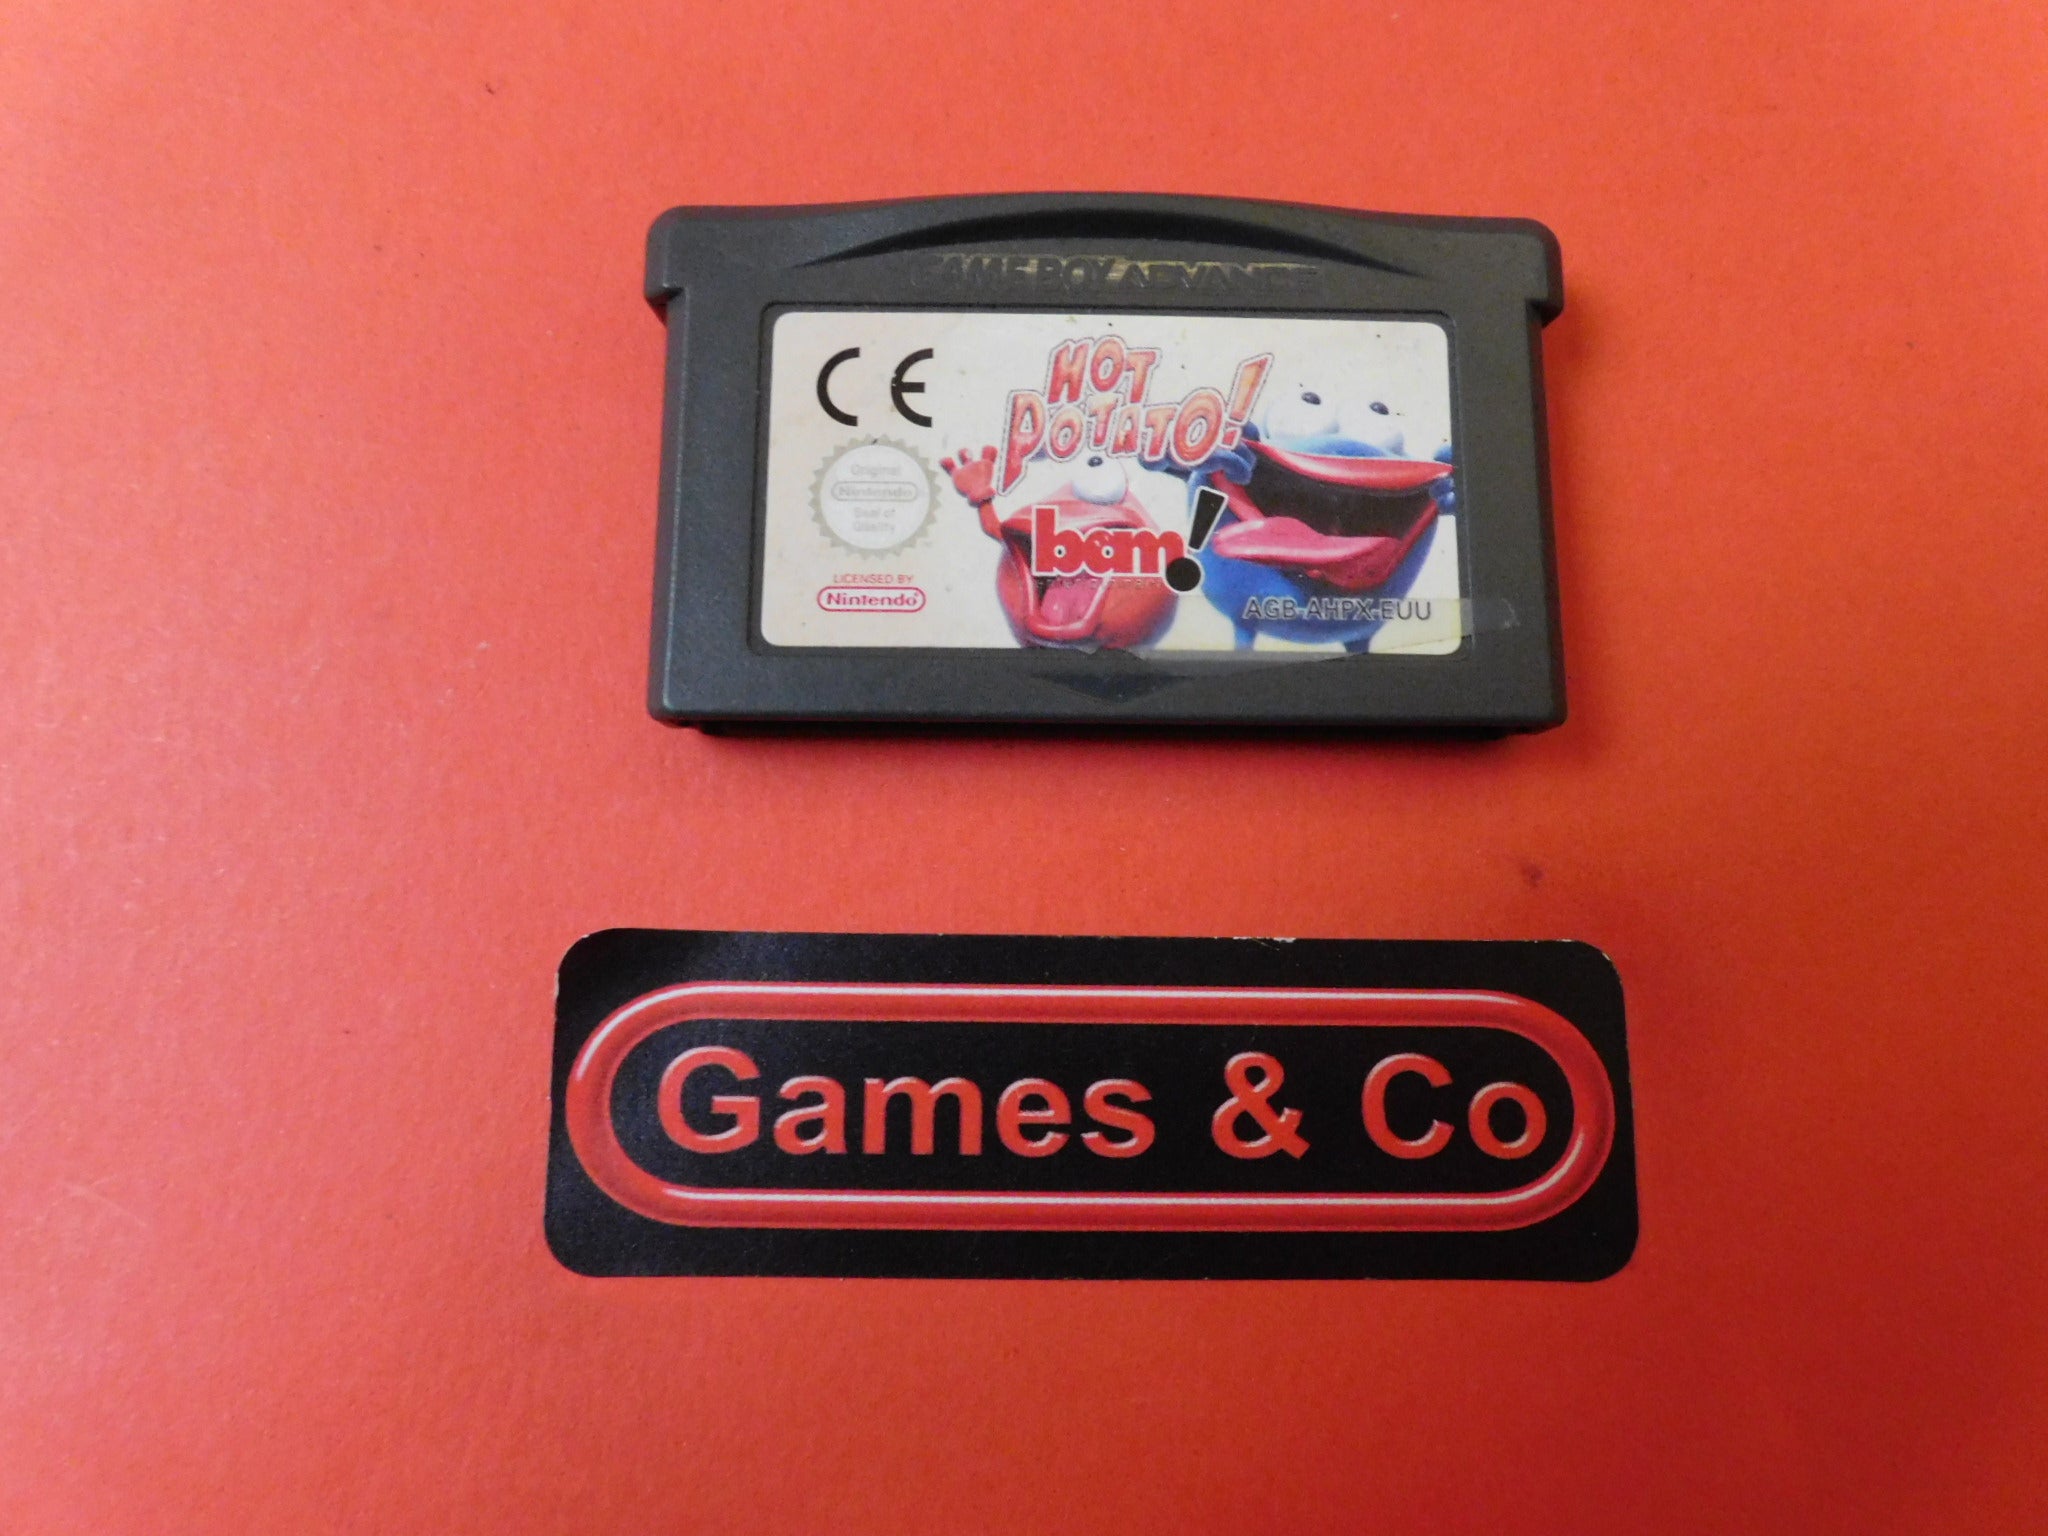 GAME BOY ADVANCE
CE
HOT
POTATO!
Original
Nintendo
Seal of
Quality
bam!
LICENSED BY
Nintendo
AGB-AHPX-EUU
Games & Co